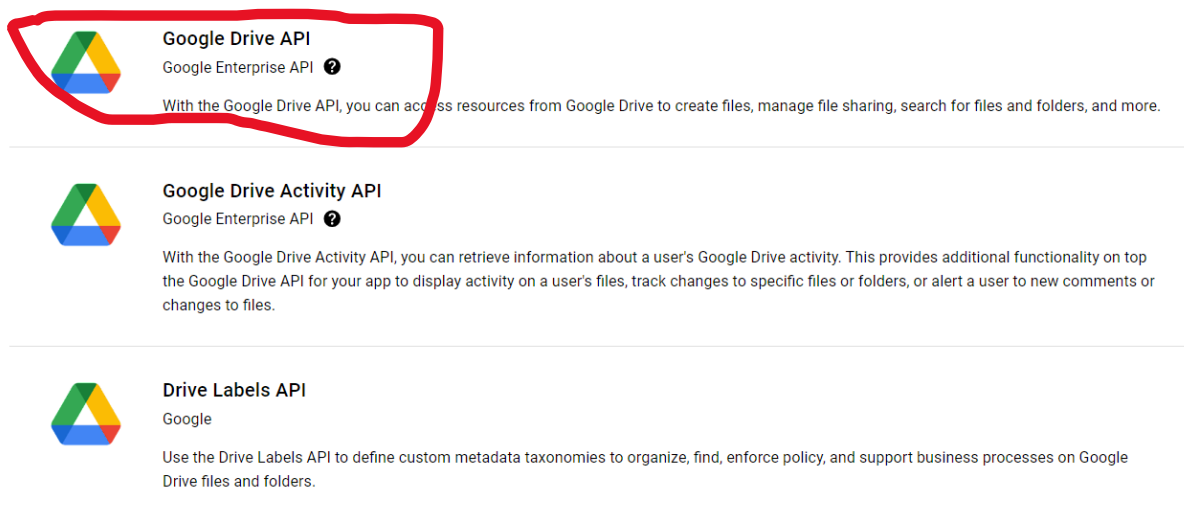 Google Drive API
Google Enterprise API
With the Google Drive API, you can access resources from Google Drive to create files, manage file sharing, search for files and folders, and more.
Google Drive Activity API
Google Enterprise API
With the Google Drive Activity API, you can retrieve information about a user's Google Drive activity. This provides additional functionality on top
the Google Drive API for your app to display activity on a user's files, track changes to specific files or folders, or alert a user to new comments or
changes to files.
Drive Labels API
Google
Use the Drive Labels API to define custom metadata taxonomies to organize, find, enforce policy, and support business processes on Google
Drive files and folders.